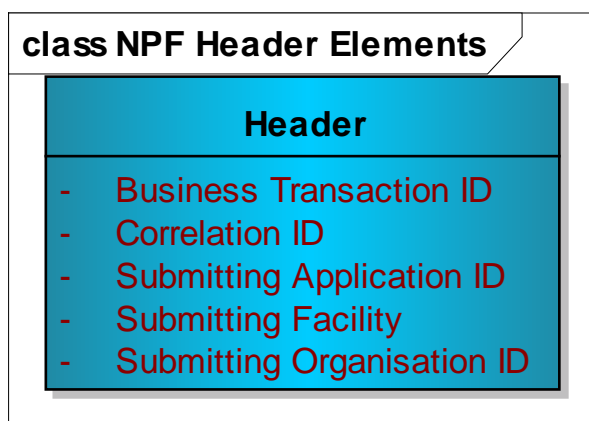 class NPF Header Elements
Header
- Business Transaction ID
- Correlation ID
- Submitting Application ID
- Submitting Facility
- Submitting Organisation ID